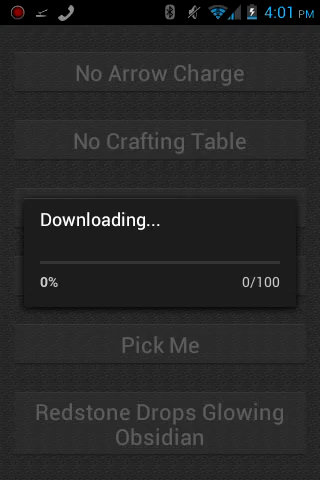 4:01 PM
No Arrow Charge
No Crafting Table
Downloading...
0%
0/100
Pick Me
Redstone Drops Glowing
Obsidian